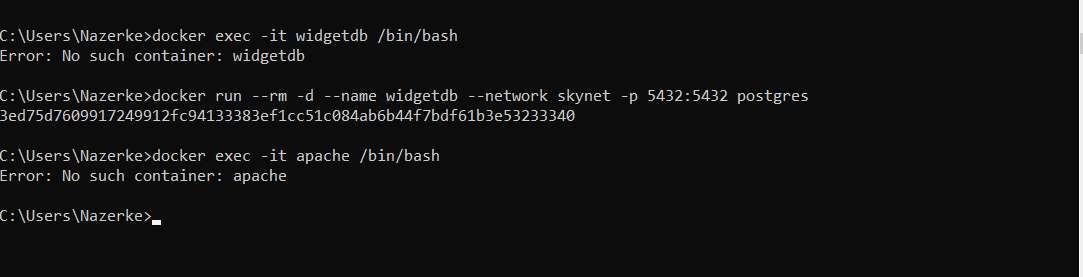 C:\Users\Nazerke>docker exec -it widgetdb /bin/bash
Error: No such container: widgetdb
C:\Users\Nazerke>docker run --rm -d --name widgetdb --network skynet -p 5432:5432 postgres
3ed75d7609917249912fc94133383ef1cc51c084ab6b44f7bdf61b3e53233340
C:\Users\Nazerke>docker exec -it apache /bin/bash
Error: No such container: apache
C:\Users\Nazerke>